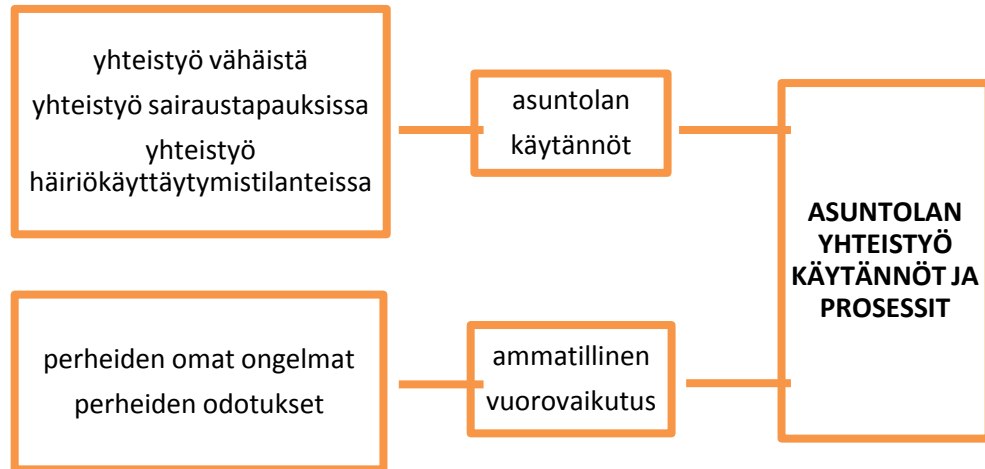 yhteistyö vähäistä
yhteistyö sairaustapauksissa
yhteistyö
häiriökäyttäytymistilanteissa
asuntolan
käytännöt
ASUNTOLAN
YHTEISTYÖ
KÄYTÄNNÖT JA
PROSESSIT
perheiden omat ongelmat
perheiden odotukset
ammatillinen
vuorovaikutus